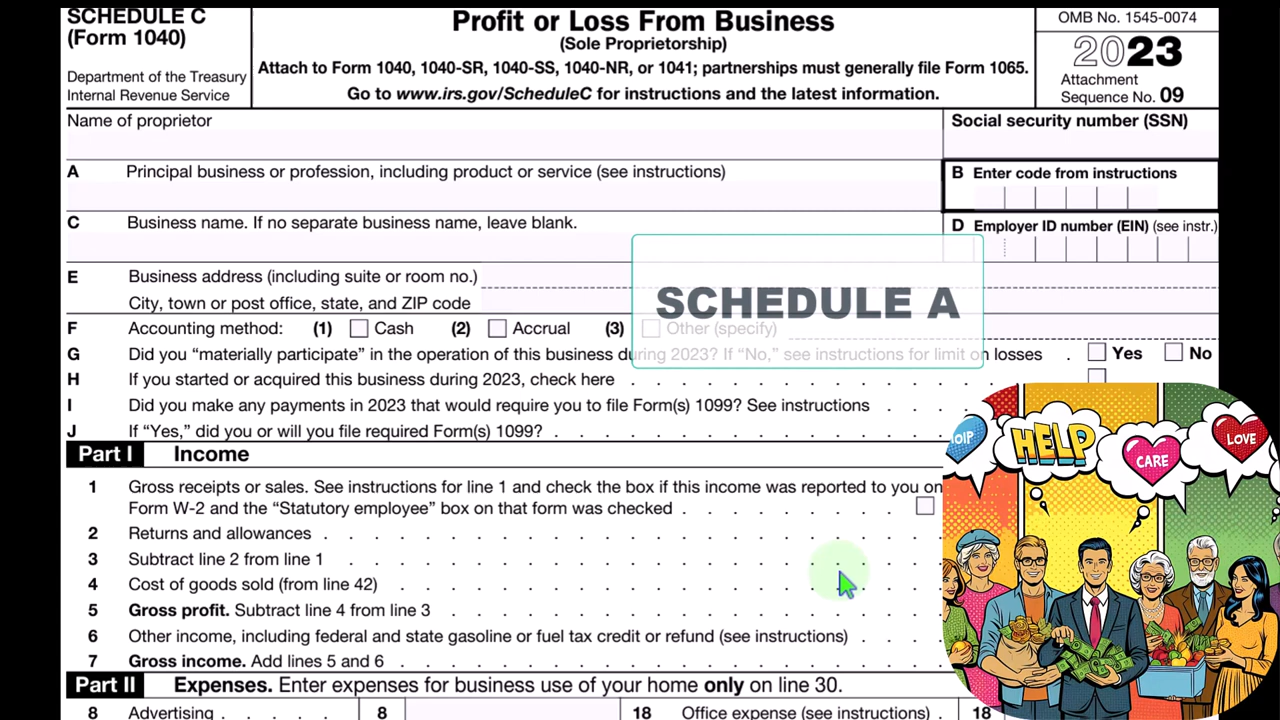 SCHEDULE C
(Form 1040)
Department of the Treasury
Internal Revenue Service
Profit or Loss From Business
(Sole Proprietorship)
Attach to Form 1040, 1040-SR, 1040-SS, 1040-NR, or 1041; partnerships must generally file Form 1065.
Go to www.irs.gov/ScheduleC for instructions and the latest information.
OMB No. 1545-0074
2023
Attachment
Sequence No. 09
Name of proprietor
Social security number (SSN)
A Principal business or profession, including product or service (see instructions)
B Enter code from instructions
C Business name. If no separate business name, leave blank.
D Employer ID number (EIN) (see instr.)
E Business address (including suite or room no.)
City, town or post office, state, and ZIP code
SCHEDULE A
F Accounting method: (1) Cash (2) Accrual (3) Other (specify)
G Did you “materially participate” in the operation of this business during 2023? If “No,” see instructions for limit on losses . Yes No
H If you started or acquired this business during 2023, check here . . . . . . . . . . . . . .
I Did you make any payments in 2023 that would require you to file Form(s) 1099? See instructions . . . .
J If “Yes,” did you or will you file required Form(s) 1099? . . . . . . . . . . . . . . . .
Part I Income
1 Gross receipts or sales. See instructions for line 1 and check the box if this income was reported to you on
Form W-2 and the “Statutory employee” box on that form was checked . . . . . . . . .
2 Returns and allowances . . . . . . . . . . . . . . . . . . . . . . .
3 Subtract line 2 from line 1 . . . . . . . . . . . . . . . . . . . . . .
4 Cost of goods sold (from line 42) . . . . . . . . . . . . . . . . . . . .
5 Gross profit. Subtract line 4 from line 3 . . . . . . . . . . . . . . . . . .
6 Other income, including federal and state gasoline or fuel tax credit or refund (see instructions) . . .
7 Gross income. Add lines 5 and 6 . . . . . . . . . . . . . . . . . . . .
HELP
CARE
LOVE
Part II Expenses. Enter expenses for business use of your home only on line 30.
8 Advertising . . . . . 8
18 Office expense (see instructions) . 18